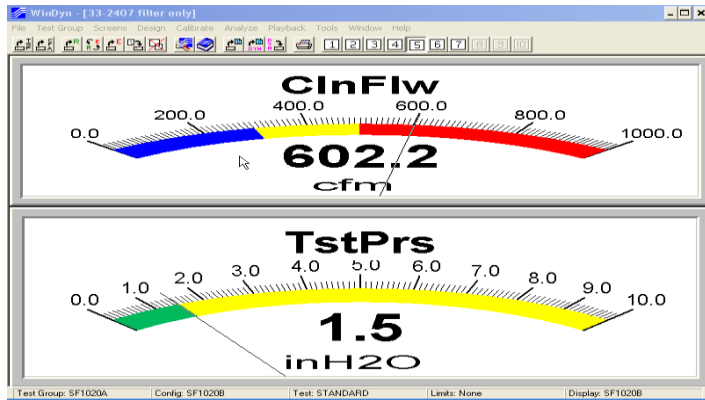 WinDyn - [33-2407 filter only]
File Test Group Screens Design Calibrate Analyze Playback Tools Window Help
1 2 3 4 5 6 7 8 9 10
ClnFlw
0.0 200.0 400.0 600.0 800.0 1000.0
602.2
cfm
TstPrs
0.0 1.0 2.0 3.0 4.0 5.0 6.0 7.0 8.0 9.0 10.0
1.5
inH2O
Test Group: SF1020A Config: SF1020B Test: STANDARD Limits: None Display: SF1020B